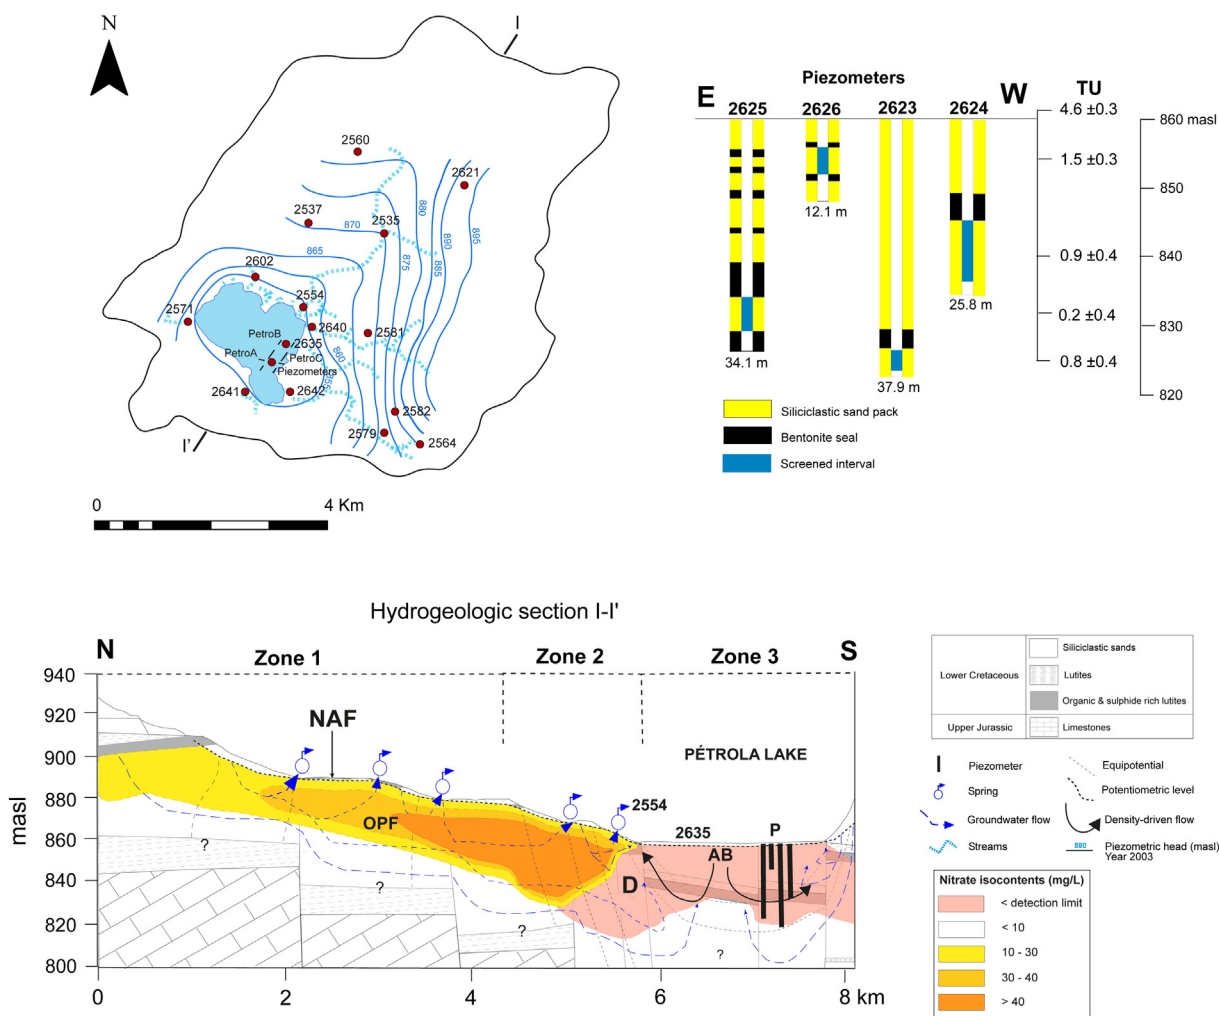 N
I
2560
2621
2537
2535
880
890
895
870
875
885
865
2602
2554
2571
2640
2581
PetroB
2635
860
PetroA
PetroC
Piezometers
855
2641
2642
2582
2579
2564
I'
0 4 Km
Piezometers
E W TU
2625 2626 2623 2624
4.6 ±0.3
1.5 ±0.3
0.9 ±0.4
0.2 ±0.4
0.8 ±0.4
860 masl
850
840
830
820
12.1 m
25.8 m
34.1 m
37.9 m
Siliciclastic sand pack
Bentonite seal
Screened interval
Hydrogeologic section I-I'
N S
Zone 1 Zone 2 Zone 3
940
920
900
880
860
840
820
800
masl
NAF
PÉTROLA LAKE
2554
OPF
2635
P
AB
D
?
?
?
?
0 2 4 6 8 km
Lower Cretaceous
Siliciclastic sands
Lutites
Organic & sulphide rich lutites
Upper Jurassic
Limestones
Piezometer
Equipotential
Spring
Potentiometric level
Groundwater flow
Density-driven flow
Streams
880
Piezometric head (masl)
Year 2003
Nitrate isocontents (mg/L)
< detection limit
< 10
10 - 30
30 - 40
> 40